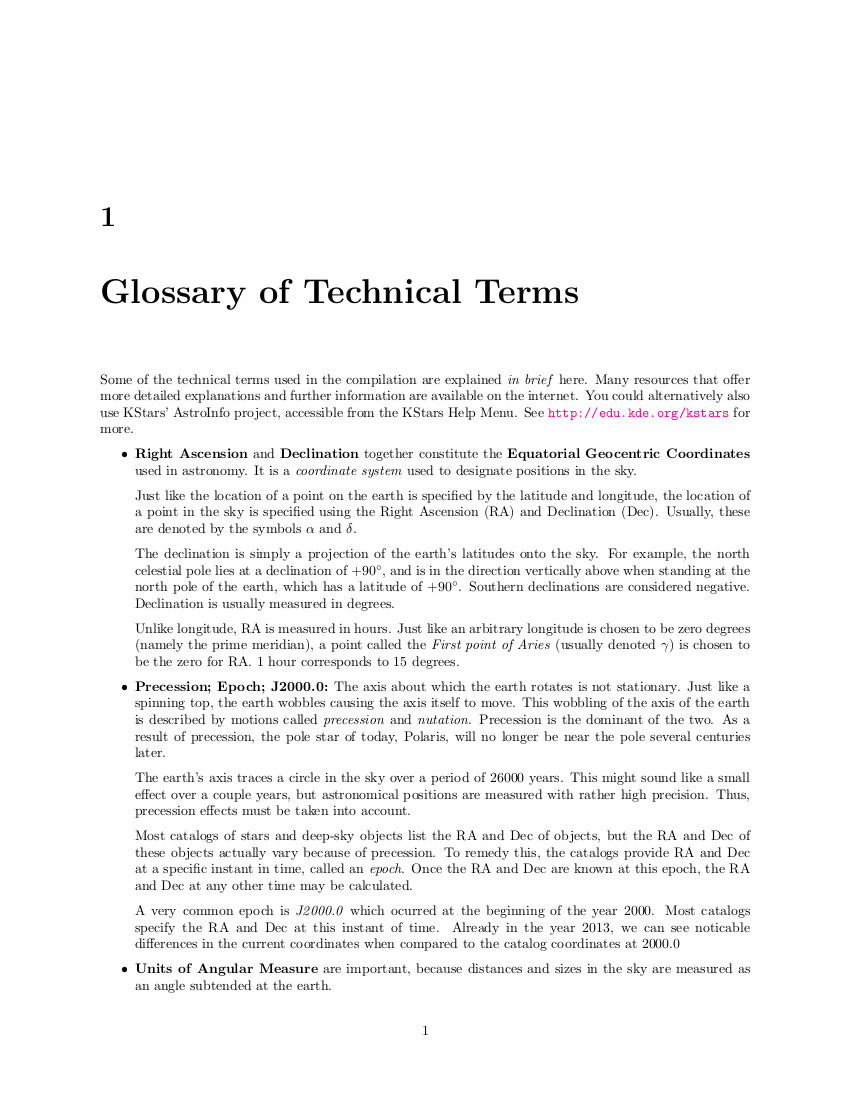 1
Glossary of Technical Terms
Some of the technical terms used in the compilation are explained in brief here. Many resources that offer
more detailed explanations and further information are available on the internet. You could alternatively also
use KStars' AstroInfo project, accessible from the KStars Help Menu. See http://edu.kde.org/kstars for
more.
• Right Ascension and Declination together constitute the Equatorial Geocentric Coordinates
used in astronomy. It is a coordinate system used to designate positions in the sky.
Just like the location of a point on the earth is specified by the latitude and longitude, the location of
a point in the sky is specified using the Right Ascension (RA) and Declination (Dec). Usually, these
are denoted by the symbols α and δ.
The declination is simply a projection of the earth's latitudes onto the sky. For example, the north
celestial pole lies at a declination of +90°, and is in the direction vertically above when standing at the
north pole of the earth, which has a latitude of +90°. Southern declinations are considered negative.
Declination is usually measured in degrees.
Unlike longitude, RA is measured in hours. Just like an arbitrary longitude is chosen to be zero degrees
(namely the prime meridian), a point called the First point of Aries (usually denoted γ) is chosen to
be the zero for RA. 1 hour corresponds to 15 degrees.
• Precession; Epoch; J2000.0: The axis about which the earth rotates is not stationary. Just like a
spinning top, the earth wobbles causing the axis itself to move. This wobbling of the axis of the earth
is described by motions called precession and nutation. Precession is the dominant of the two. As a
result of precession, the pole star of today, Polaris, will no longer be near the pole several centuries
later.
The earth's axis traces a circle in the sky over a period of 26000 years. This might sound like a small
effect over a couple years, but astronomical positions are measured with rather high precision. Thus,
precession effects must be taken into account.
Most catalogs of stars and deep-sky objects list the RA and Dec of objects, but the RA and Dec of
these objects actually vary because of precession. To remedy this, the catalogs provide RA and Dec
at a specific instant in time, called an epoch. Once the RA and Dec are known at this epoch, the RA
and Dec at any other time may be calculated.
A very common epoch is J2000.0 which ocurred at the beginning of the year 2000. Most catalogs
specify the RA and Dec at this instant of time. Already in the year 2013, we can see noticable
differences in the current coordinates when compared to the catalog coordinates at 2000.0
• Units of Angular Measure are important, because distances and sizes in the sky are measured as
an angle subtended at the earth.
1